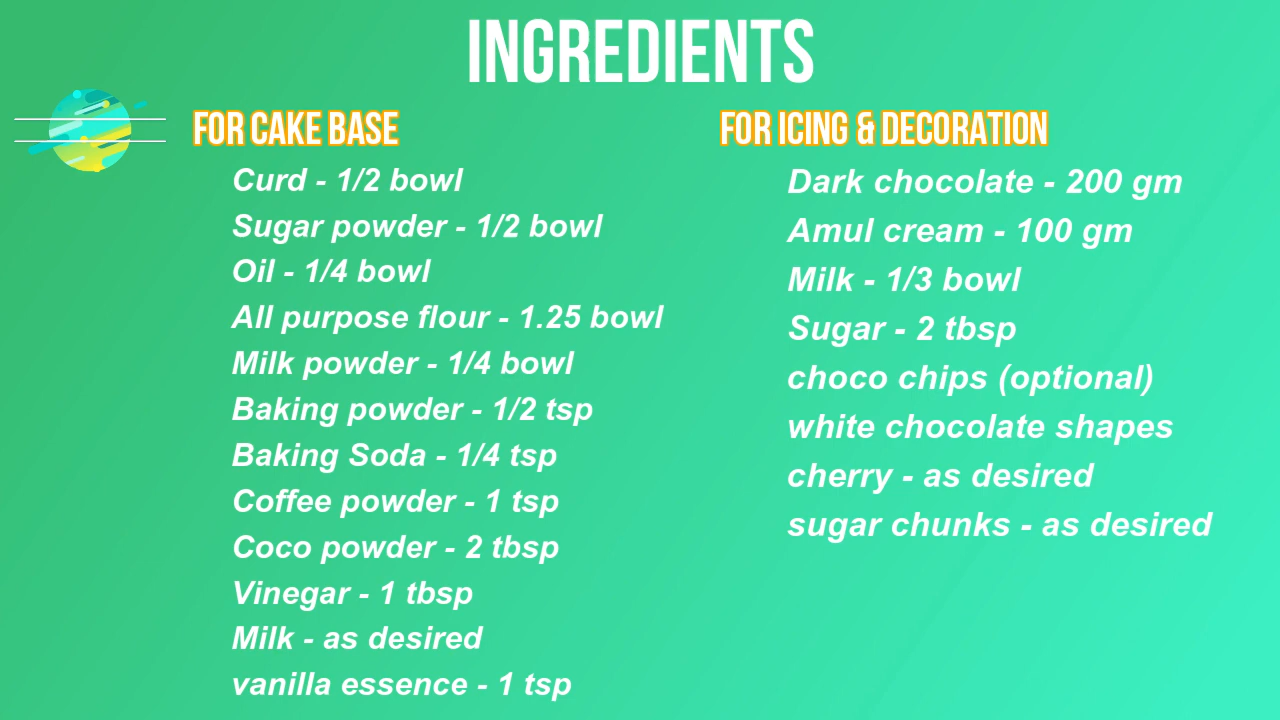 INGREDIENTS
FOR CAKE BASE
Curd - 1/2 bowl
Sugar powder - 1/2 bowl
Oil - 1/4 bowl
All purpose flour - 1.25 bowl
Milk powder - 1/4 bowl
Baking powder - 1/2 tsp
Baking Soda - 1/4 tsp
Coffee powder - 1 tsp
Coco powder - 2 tbsp
Vinegar - 1 tbsp
Milk - as desired
vanilla essence - 1 tsp
FOR ICING & DECORATION
Dark chocolate - 200 gm
Amul cream - 100 gm
Milk - 1/3 bowl
Sugar - 2 tbsp
choco chips (optional)
white chocolate shapes
cherry - as desired
sugar chunks - as desired